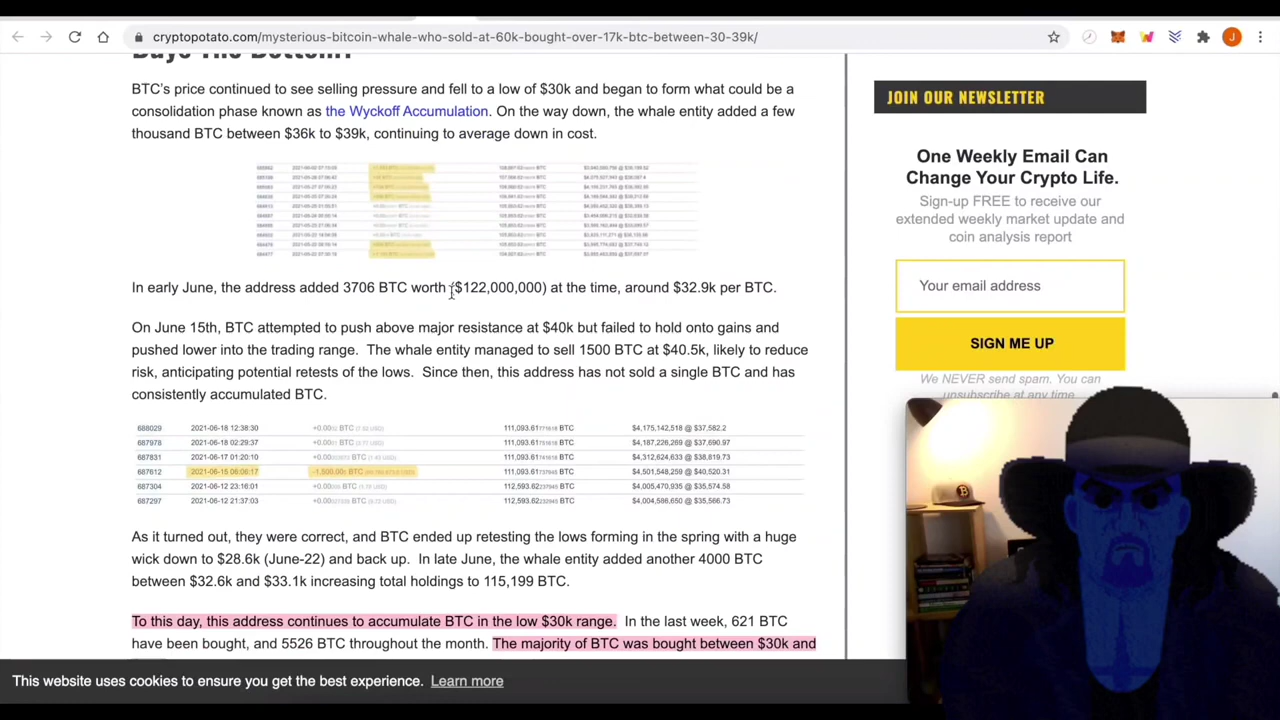 cryptopotato.com/mysterious-bitcoin-whale-who-sold-at-60k-bought-over-17k-btc-between-30-39k/
J
BTC's price continued to see selling pressure and fell to a low of $30k and began to form what could be a
consolidation phase known as the Wyckoff Accumulation. On the way down, the whale entity added a few
thousand BTC between $36k to $39k, continuing to average down in cost.
In early June, the address added 3706 BTC worth ($122,000,000) at the time, around $32.9k per BTC.
On June 15th, BTC attempted to push above major resistance at $40k but failed to hold onto gains and
pushed lower into the trading range. The whale entity managed to sell 1500 BTC at $40.5k, likely to reduce
risk, anticipating potential retests of the lows. Since then, this address has not sold a single BTC and has
consistently accumulated BTC.
688029 2021-06-18 12:38:30 +0.00 BTC 111,093.61 BTC $4,175,142,518 @ $37,582.2
687978 2021-06-18 02:29:37 +0.00 BTC 111,093.61 BTC $4,187,226,269 @ $37,690.97
687831 2021-06-17 01:20:10 +0.00 BTC 111,093.61 BTC $4,312,624,633 @ $38,819.73
687612 2021-06-15 06:06:17 -1,500.00 BTC 111,093.61 BTC $4,501,548,259 @ $40,520.31
687304 2021-06-12 23:16:01 +0.00 BTC 112,593.62 BTC $4,005,470,935 @ $35,574.58
687297 2021-06-12 21:37:03 +0.00 BTC 112,593.62 BTC $4,004,586,650 @ $35,566.73
As it turned out, they were correct, and BTC ended up retesting the lows forming in the spring with a huge
wick down to $28.6k (June-22) and back up. In late June, the whale entity added another 4000 BTC
between $32.6k and $33.1k increasing total holdings to 115,199 BTC.
To this day, this address continues to accumulate BTC in the low $30k range. In the last week, 621 BTC
have been bought, and 5526 BTC throughout the month. The majority of BTC was bought between $30k and
JOIN OUR NEWSLETTER
One Weekly Email Can
Change Your Crypto Life.
Sign-up FREE to receive our
extended weekly market update and
coin analysis report
Your email address
SIGN ME UP
We NEVER send spam. You can
unsubscribe at any time.
This website uses cookies to ensure you get the best experience. Learn more